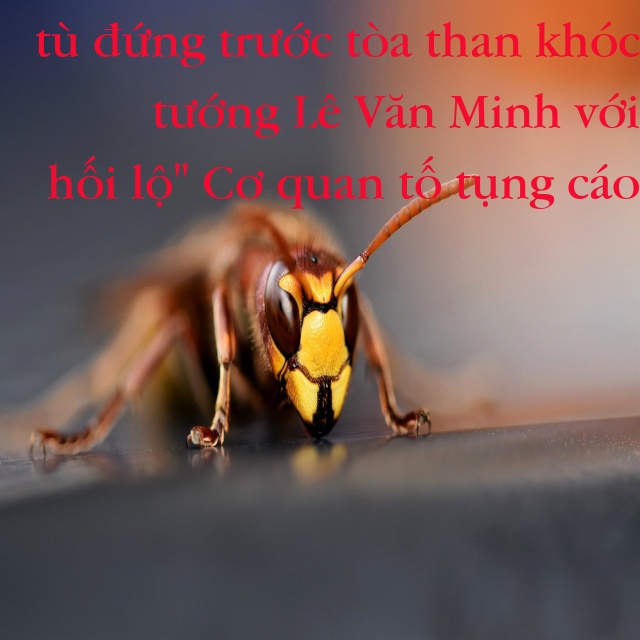 tù đứng trước tòa than khóc
tướng Lê Văn Minh với
hối lộ" Cơ quan tố tụng cáo